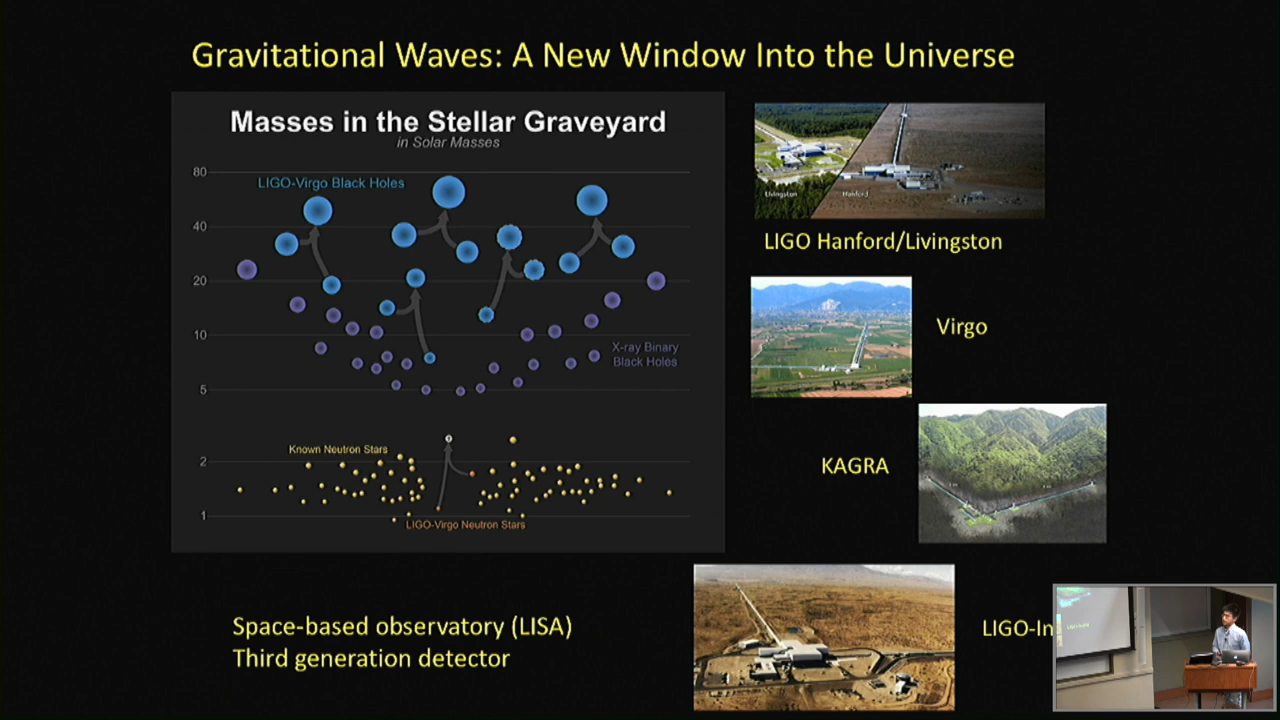 Gravitational Waves: A New Window Into the Universe
Masses in the Stellar Graveyard
in Solar Masses
80
LIGO-Virgo Black Holes
40
20
10
X-ray Binary
Black Holes
5
Known Neutron Stars
2
1
LIGO-Virgo Neutron Stars
Livingston
Hanford
LIGO Hanford/Livingston
Virgo
KAGRA
LIGO-In
Space-based observatory (LISA)
Third generation detector